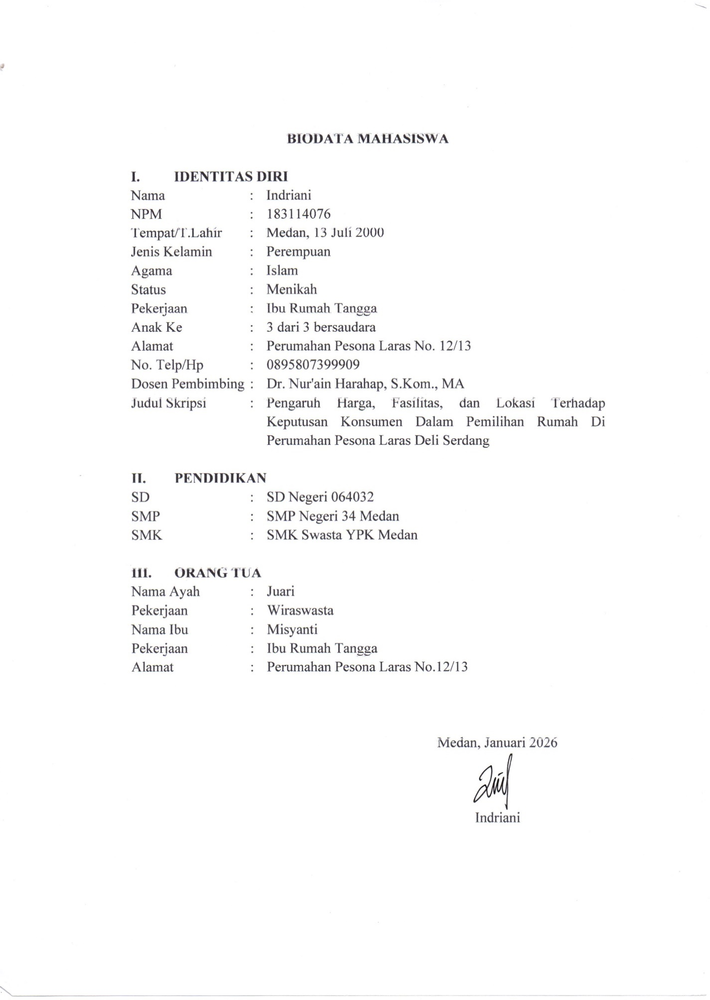 BIODATA MAHASISWA
I. IDENTITAS DIRI
Nama : Indriani
NPM : 183114076
Tempat/T.Lahir : Medan, 13 Juli 2000
Jenis Kelamin : Perempuan
Agama : Islam
Status : Menikah
Pekerjaan : Ibu Rumah Tangga
Anak Ke : 3 dari 3 bersaudara
Alamat : Perumahan Pesona Laras No. 12/13
No. Telp/Hp : 0895807399909
Dosen Pembimbing : Dr. Nur'ain Harahap, S.Kom., MA
Judul Skripsi : Pengaruh Harga, Fasilitas, dan Lokasi Terhadap
Keputusan Konsumen Dalam Pemilihan Rumah Di
Perumahan Pesona Laras Deli Serdang
II. PENDIDIKAN
SD : SD Negeri 064032
SMP : SMP Negeri 34 Medan
SMK : SMK Swasta YPK Medan
III. ORANG TUA
Nama Ayah : Juari
Pekerjaan : Wiraswasta
Nama Ibu : Misyanti
Pekerjaan : Ibu Rumah Tangga
Alamat : Perumahan Pesona Laras No.12/13
Medan, Januari 2026
Indriani